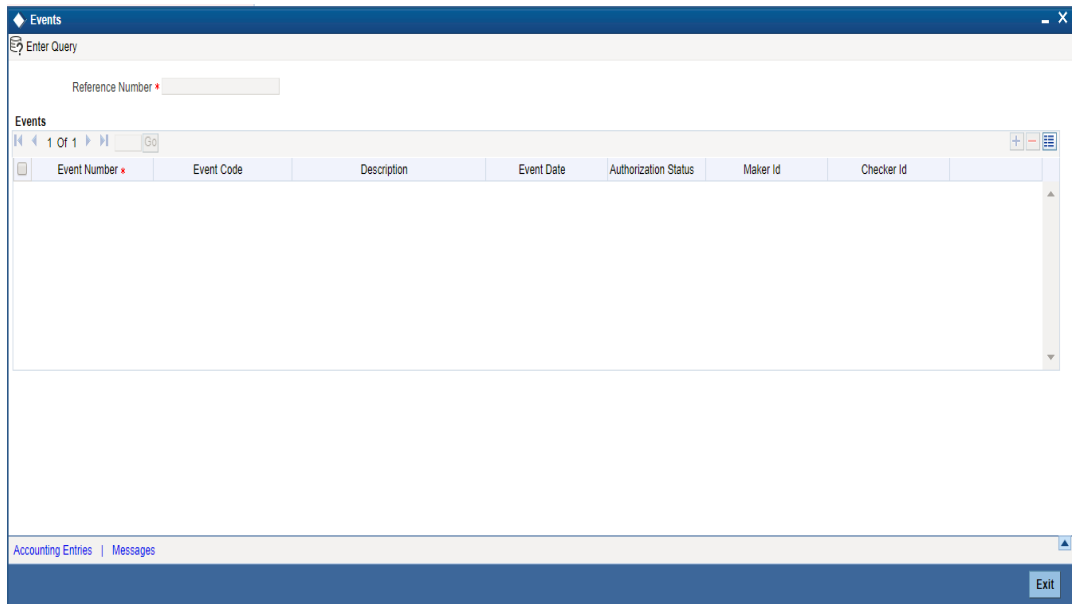 Events
Enter Query
Reference Number *
Events
1 Of 1 Go
Event Number * Event Code Description Event Date Authorization Status Maker Id Checker Id
Accounting Entries | Messages
Exit